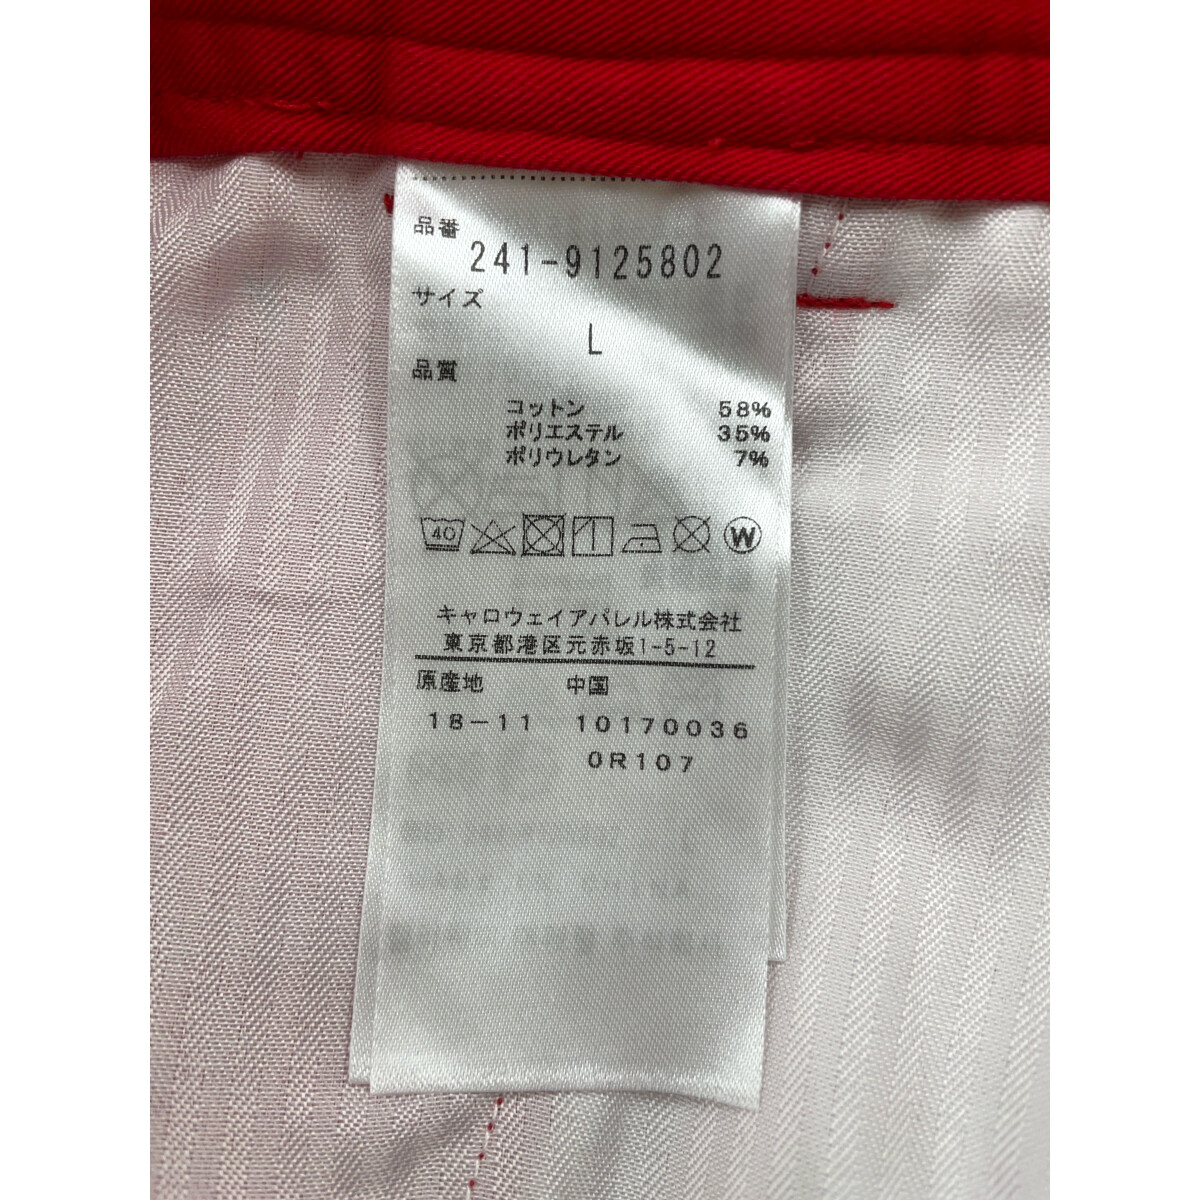 品番
241-9125802
サイズ
L
品質
コットン 58%
ポリエステル 35%
ポリウレタン 7%
40 W
キャロウェイアパレル株式会社
東京都港区元赤坂1-5-12
原産地 中国
18-11 10170036
0R107